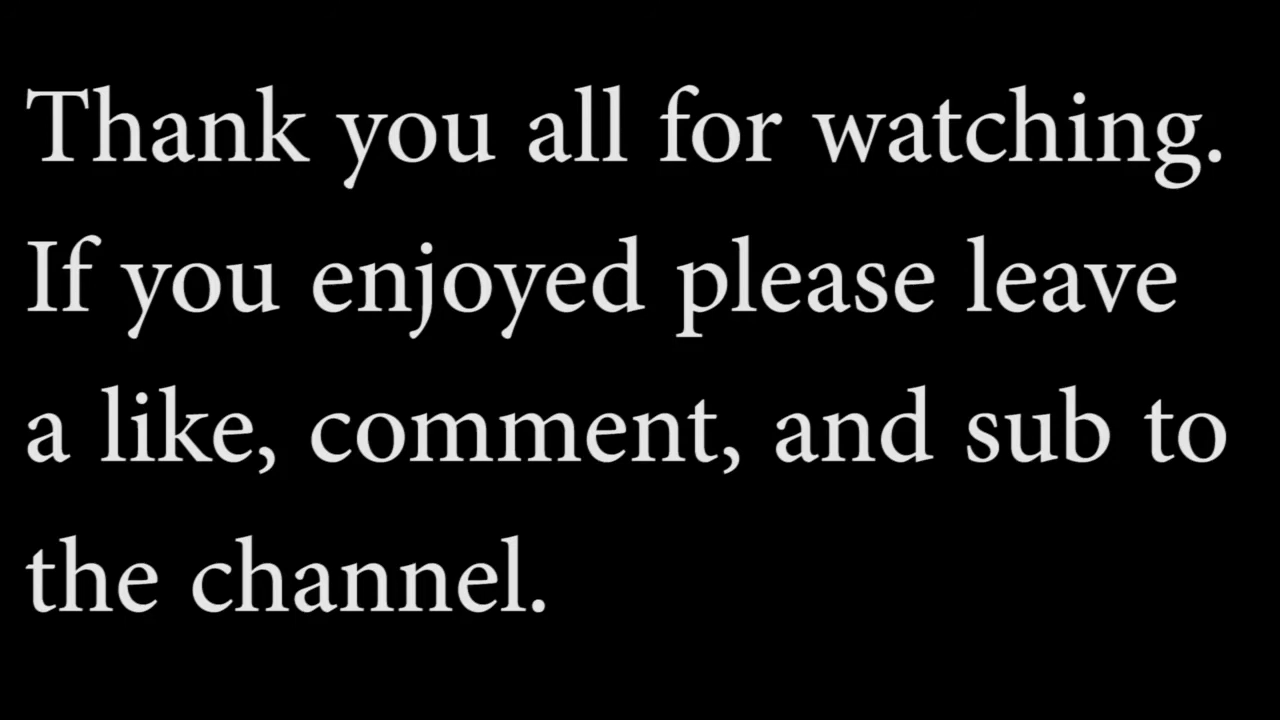 Thank you all for watching.
If you enjoyed please leave
a like, comment, and sub to
the channel.